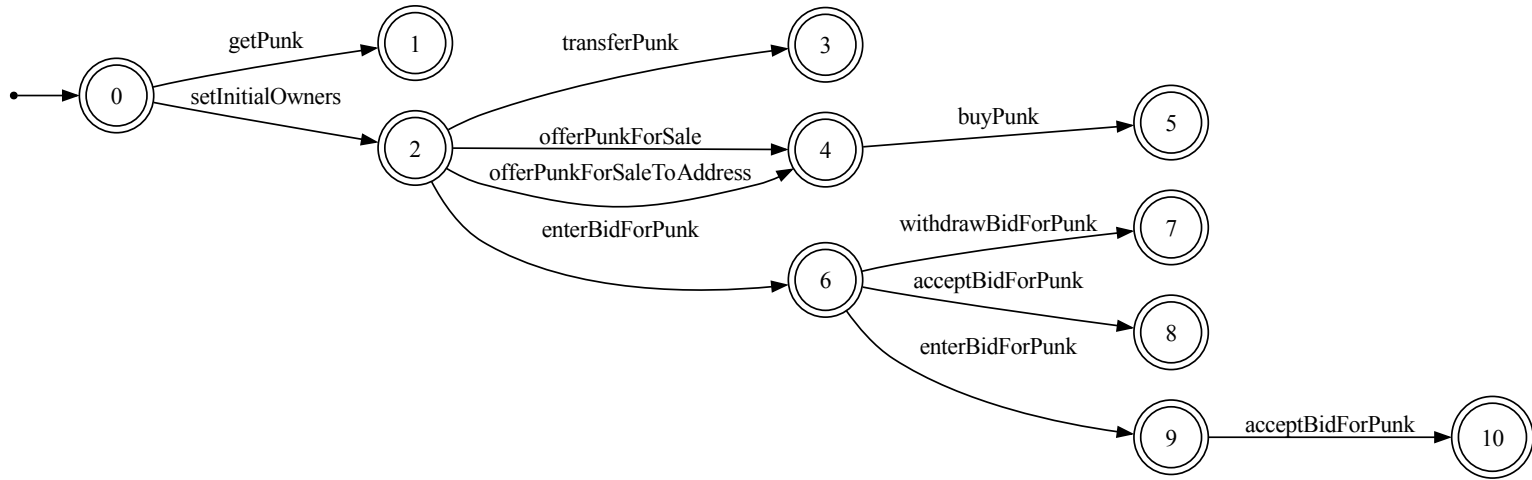 getPunk
1
transferPunk
3
0
setInitialOwners
2
offerPunkForSale
4
buyPunk
5
offerPunkForSaleToAddress
enterBidForPunk
withdrawBidForPunk
7
6
acceptBidForPunk
8
enterBidForPunk
9
acceptBidForPunk
10